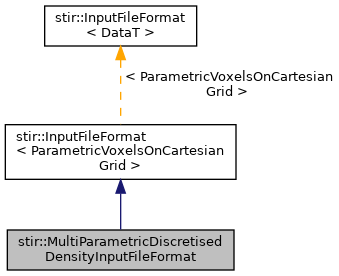 stir::InputFileFormat
< DataT >
< ParametricVoxelsOnCartesian
Grid >
stir::InputFileFormat
< ParametricVoxelsOnCartesian
Grid >
stir::MultiParametricDiscretised
DensityInputFileFormat